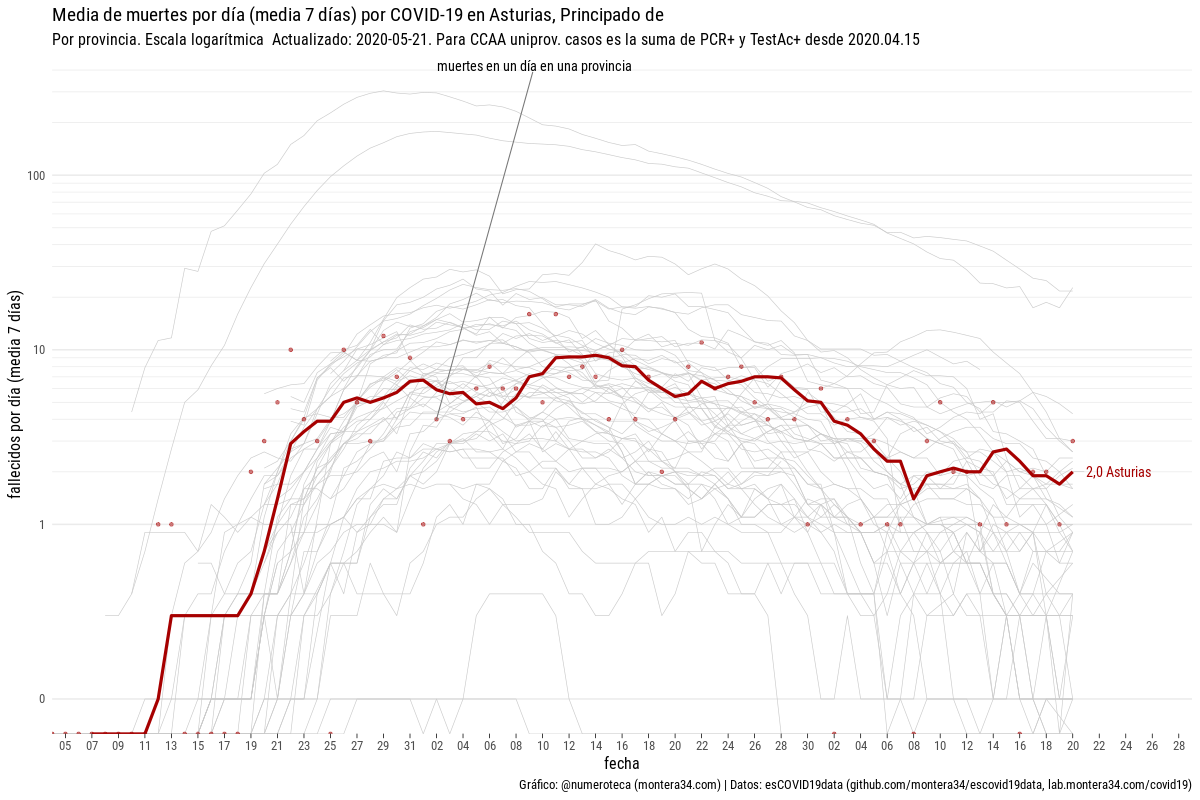 Media de muertes por día (media 7 días) por COVID-19 en Asturias, Principado de
Por provincia. Escala logarítmica  Actualizado: 2020-05-21. Para CCAA uniprov. casos es la suma de PCR+ y TestAc+ desde 2020.04.15
muertes en un día en una provincia
fallecidos por día (media  7 días)
100
10
1
0
2,0 Asturias
05 07 09 11 13 15 17 19 21 23 25 27 29 31 02 04 06 08 10 12 14 16 18 20 22 24 26 28 30 02 04 06 08 10 12 14 16 18 20 22 24 26 28
fecha
Gráfico: @numeroteca (montera34.com) | Datos: esCOVID19data (github.com/montera34/escovid19data, lab.montera34.com/covid19)